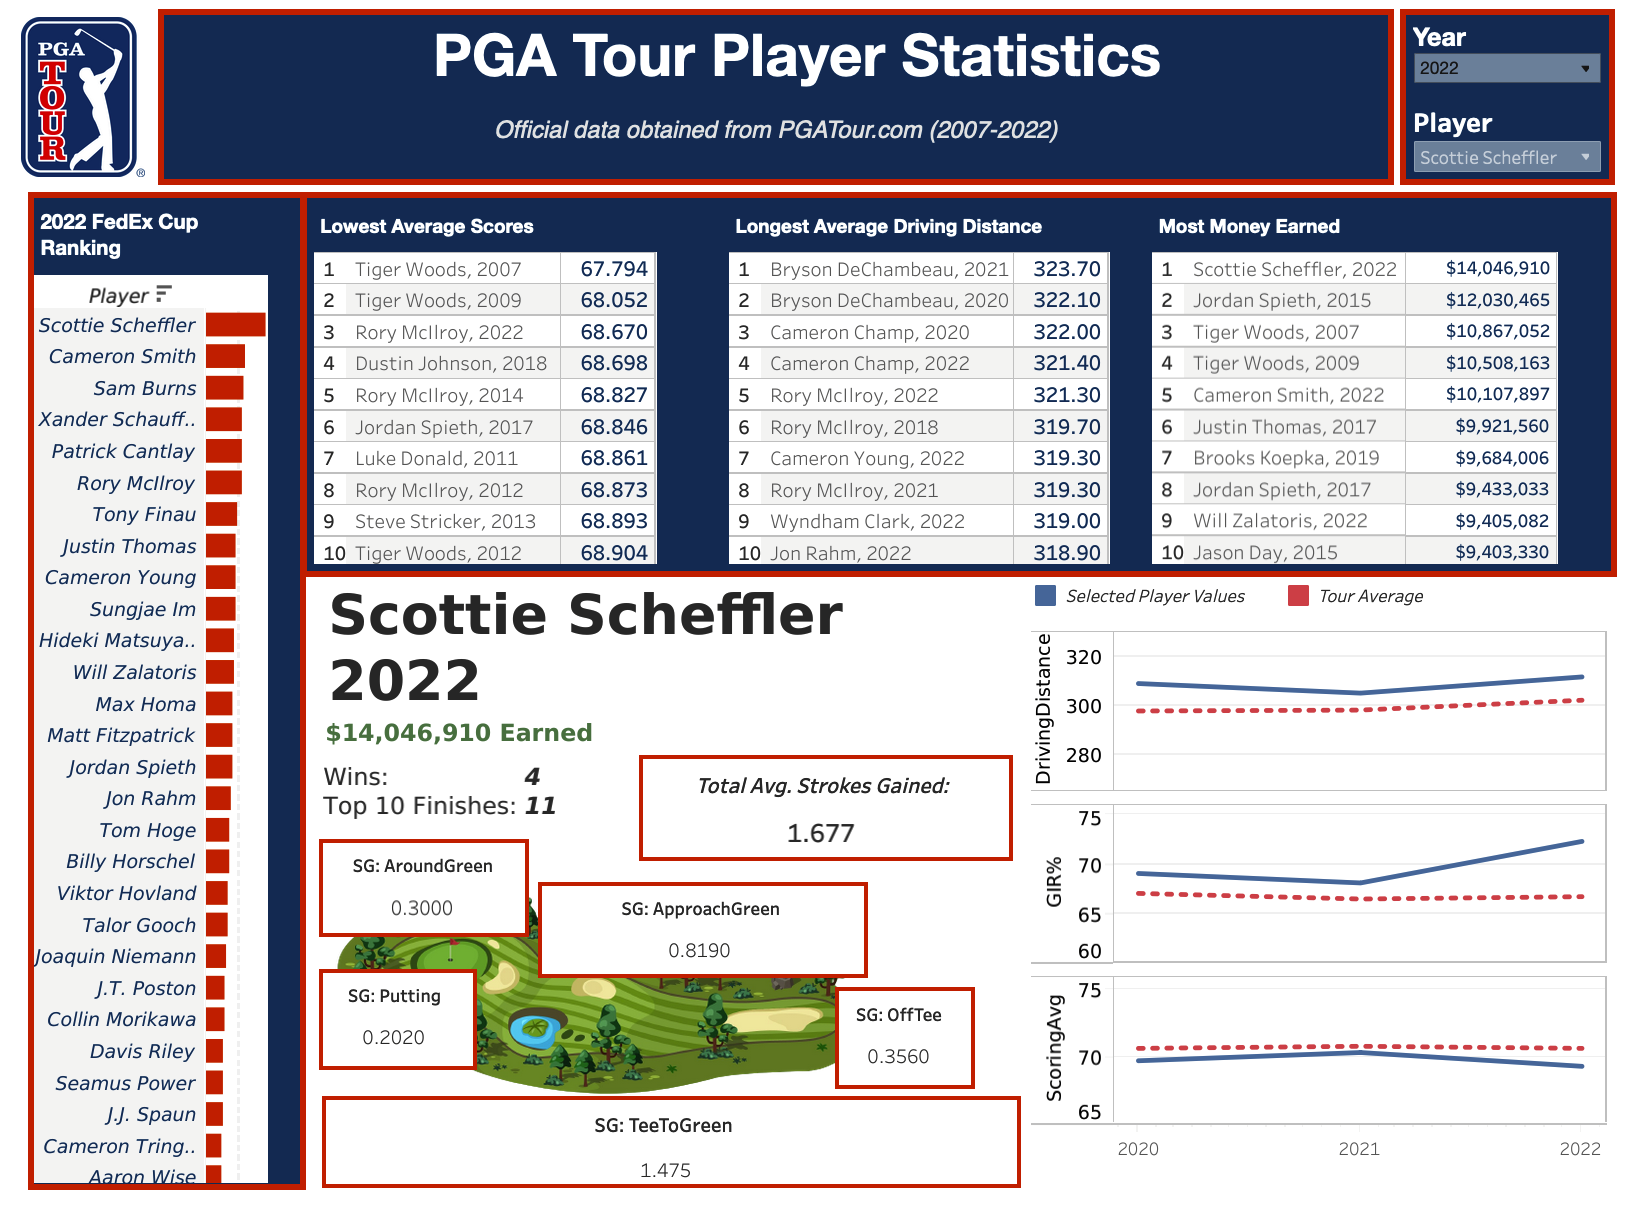 PGA
TOUR
®
PGA Tour Player Statistics
Official data obtained from PGATour.com (2007-2022)
Year
2022
Player
Scottie Scheffler
2022 FedEx Cup
Ranking
Player
Scottie Scheffler
Cameron Smith
Sam Burns
Xander Schauff..
Patrick Cantlay
Rory McIlroy
Tony Finau
Justin Thomas
Cameron Young
Sungjae Im
Hideki Matsuya..
Will Zalatoris
Max Homa
Matt Fitzpatrick
Jordan Spieth
Jon Rahm
Tom Hoge
Billy Horschel
Viktor Hovland
Talor Gooch
Joaquin Niemann
J.T. Poston
Collin Morikawa
Davis Riley
Seamus Power
J.J. Spaun
Cameron Tring..
Aaron Wise
Lowest Average Scores
1 Tiger Woods, 2007 67.794
2 Tiger Woods, 2009 68.052
3 Rory McIlroy, 2022 68.670
4 Dustin Johnson, 2018 68.698
5 Rory McIlroy, 2014 68.827
6 Jordan Spieth, 2017 68.846
7 Luke Donald, 2011 68.861
8 Rory McIlroy, 2012 68.873
9 Steve Stricker, 2013 68.893
10 Tiger Woods, 2012 68.904
Longest Average Driving Distance
1 Bryson DeChambeau, 2021 323.70
2 Bryson DeChambeau, 2020 322.10
3 Cameron Champ, 2020 322.00
4 Cameron Champ, 2022 321.40
5 Rory McIlroy, 2022 321.30
6 Rory McIlroy, 2018 319.70
7 Cameron Young, 2022 319.30
8 Rory McIlroy, 2021 319.30
9 Wyndham Clark, 2022 319.00
10 Jon Rahm, 2022 318.90
Most Money Earned
1 Scottie Scheffler, 2022 $14,046,910
2 Jordan Spieth, 2015 $12,030,465
3 Tiger Woods, 2007 $10,867,052
4 Tiger Woods, 2009 $10,508,163
5 Cameron Smith, 2022 $10,107,897
6 Justin Thomas, 2017 $9,921,560
7 Brooks Koepka, 2019 $9,684,006
8 Jordan Spieth, 2017 $9,433,033
9 Will Zalatoris, 2022 $9,405,082
10 Jason Day, 2015 $9,403,330
Scottie Scheffler
2022
$14,046,910 Earned
Wins: 4
Top 10 Finishes: 11
Total Avg. Strokes Gained:
1.677
SG: AroundGreen
0.3000
SG: ApproachGreen
0.8190
SG: Putting
0.2020
SG: OffTee
0.3560
SG: TeeToGreen
1.475
Selected Player Values
Tour Average
DrivingDistance
320
300
280
GIR%
75
70
65
60
ScoringAvg
75
70
65
2020
2021
2022